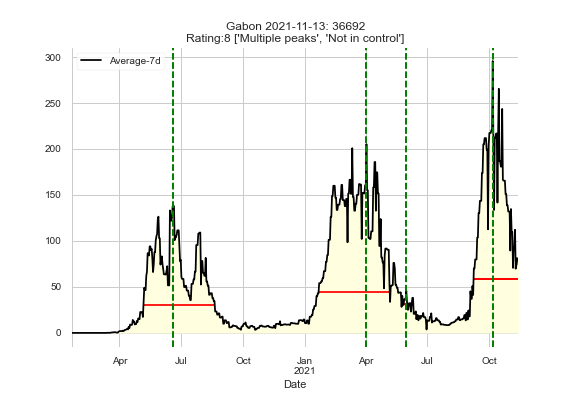 Gabon 2021-11-13: 36692
Rating:8 ['Multiple peaks', 'Not in control']
Average-7d
300
250
200
150
100
50
0
Apr Jul Oct Jan Apr Jul Oct
2021
Date